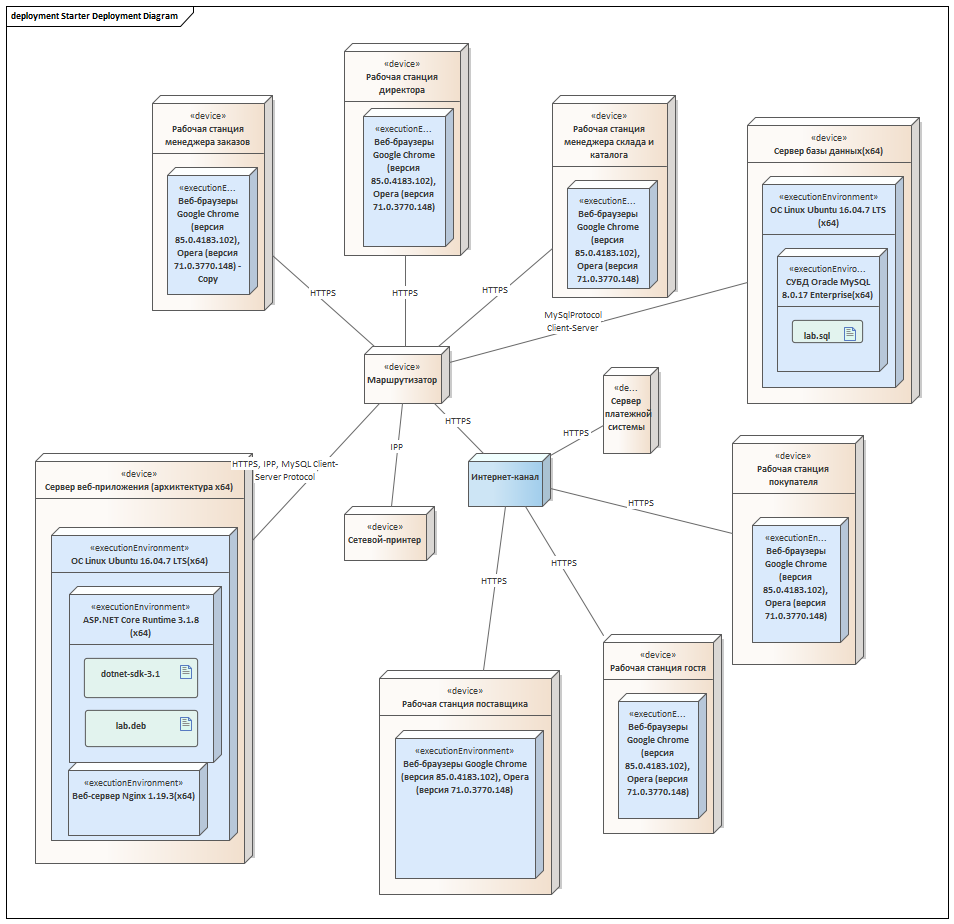 deployment Starter Deployment Diagram
«device»
Рабочая станция
директора
«executionE...
Веб-браузеры
Google Chrome
(версия
85.0.4183.102),
Opera (версия
71.0.3770.148)
«device»
Рабочая станция
менеджера заказов
«executionE...
Веб-браузеры
Google Chrome
(версия
85.0.4183.102),
Opera (версия
71.0.3770.148) -
Copy
«device»
Рабочая станция
менеджера склада и
каталога
«executionE...
Веб-браузеры
Google Chrome
(версия
85.0.4183.102),
Opera (версия
71.0.3770.148)
«device»
Сервер базы данных(x64)
«executionEnvironment»
ОС Linux Ubuntu 16.04.7 LTS
(x64)
«executionEnviro...
СУБД Oracle MySQL
8.0.17 Enterprise(x64)
lab.sql
HTTPS
HTTPS
HTTPS
MySqlProtocol
Client-Server
«device»
Маршрутизатор
«de...
Сервер
платежной
системы
HTTPS
HTTPS
IPP
HTTPS, IPP, MySQL Client-
Server Protocol
Интернет-канал
«device»
Сервер веб-приложения (архиктектура x64)
«executionEnvironment»
ОС Linux Ubuntu 16.04.7 LTS(x64)
«executionEnvironment»
ASP.NET Core Runtime 3.1.8
(x64)
dotnet-sdk-3.1
lab.deb
«executionEnvironment»
Веб-сервер Nginx 1.19.3(x64)
«device»
Сетевой-принтер
HTTPS
HTTPS
HTTPS
«device»
Рабочая станция
покупателя
«executionEn...
Веб-браузеры
Google Chrome
(версия
85.0.4183.102),
Opera (версия
71.0.3770.148)
«device»
Рабочая станция гостя
«executionE...
Веб-браузеры
Google Chrome
(версия
85.0.4183.102),
Opera (версия
71.0.3770.148)
«device»
Рабочая станция поставщика
«executionEnvironment»
Веб-браузеры Google Chrome
(версия 85.0.4183.102), Opera
(версия 71.0.3770.148)